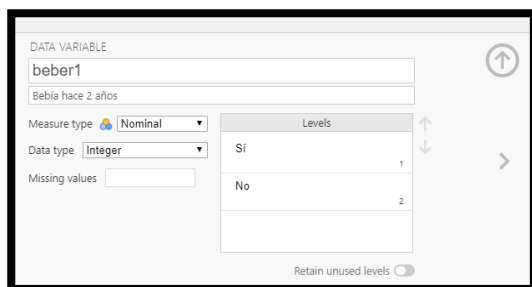 DATA VARIABLE
beber1
Bebía hace 2 años
Measure type Nominal
Data type Integer
Missing values
Levels
Sí
1
No
2
Retain unused levels